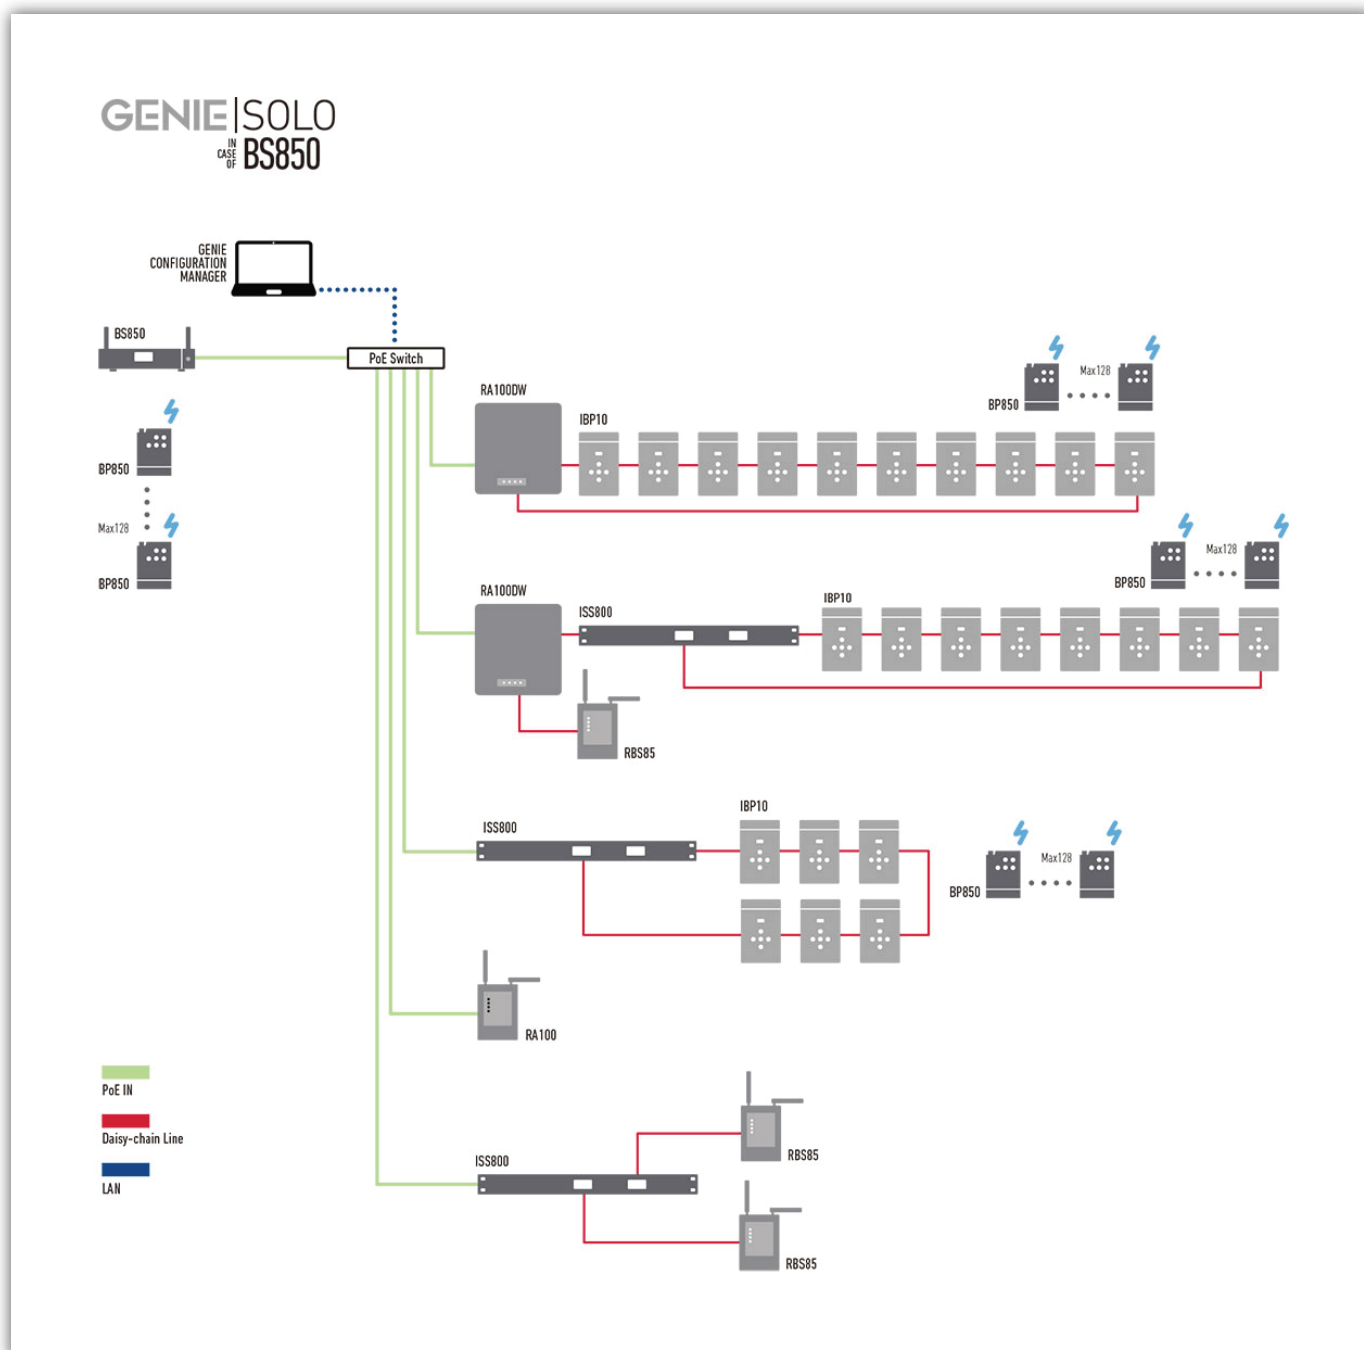 GENIE|SOLO
IN
CASE
OF
BS850
GENIE
CONFIGURATION
MANAGER
BS850
PoE Switch
BP850
Max128
BP850
RA100DW
IBP10
BP850
Max128
RA100DW
ISS800
IBP10
BP850
Max128
RBS85
ISS800
IBP10
BP850
Max128
RA100
PoE IN
Daisy-chain Line
LAN
ISS800
RBS85
RBS85